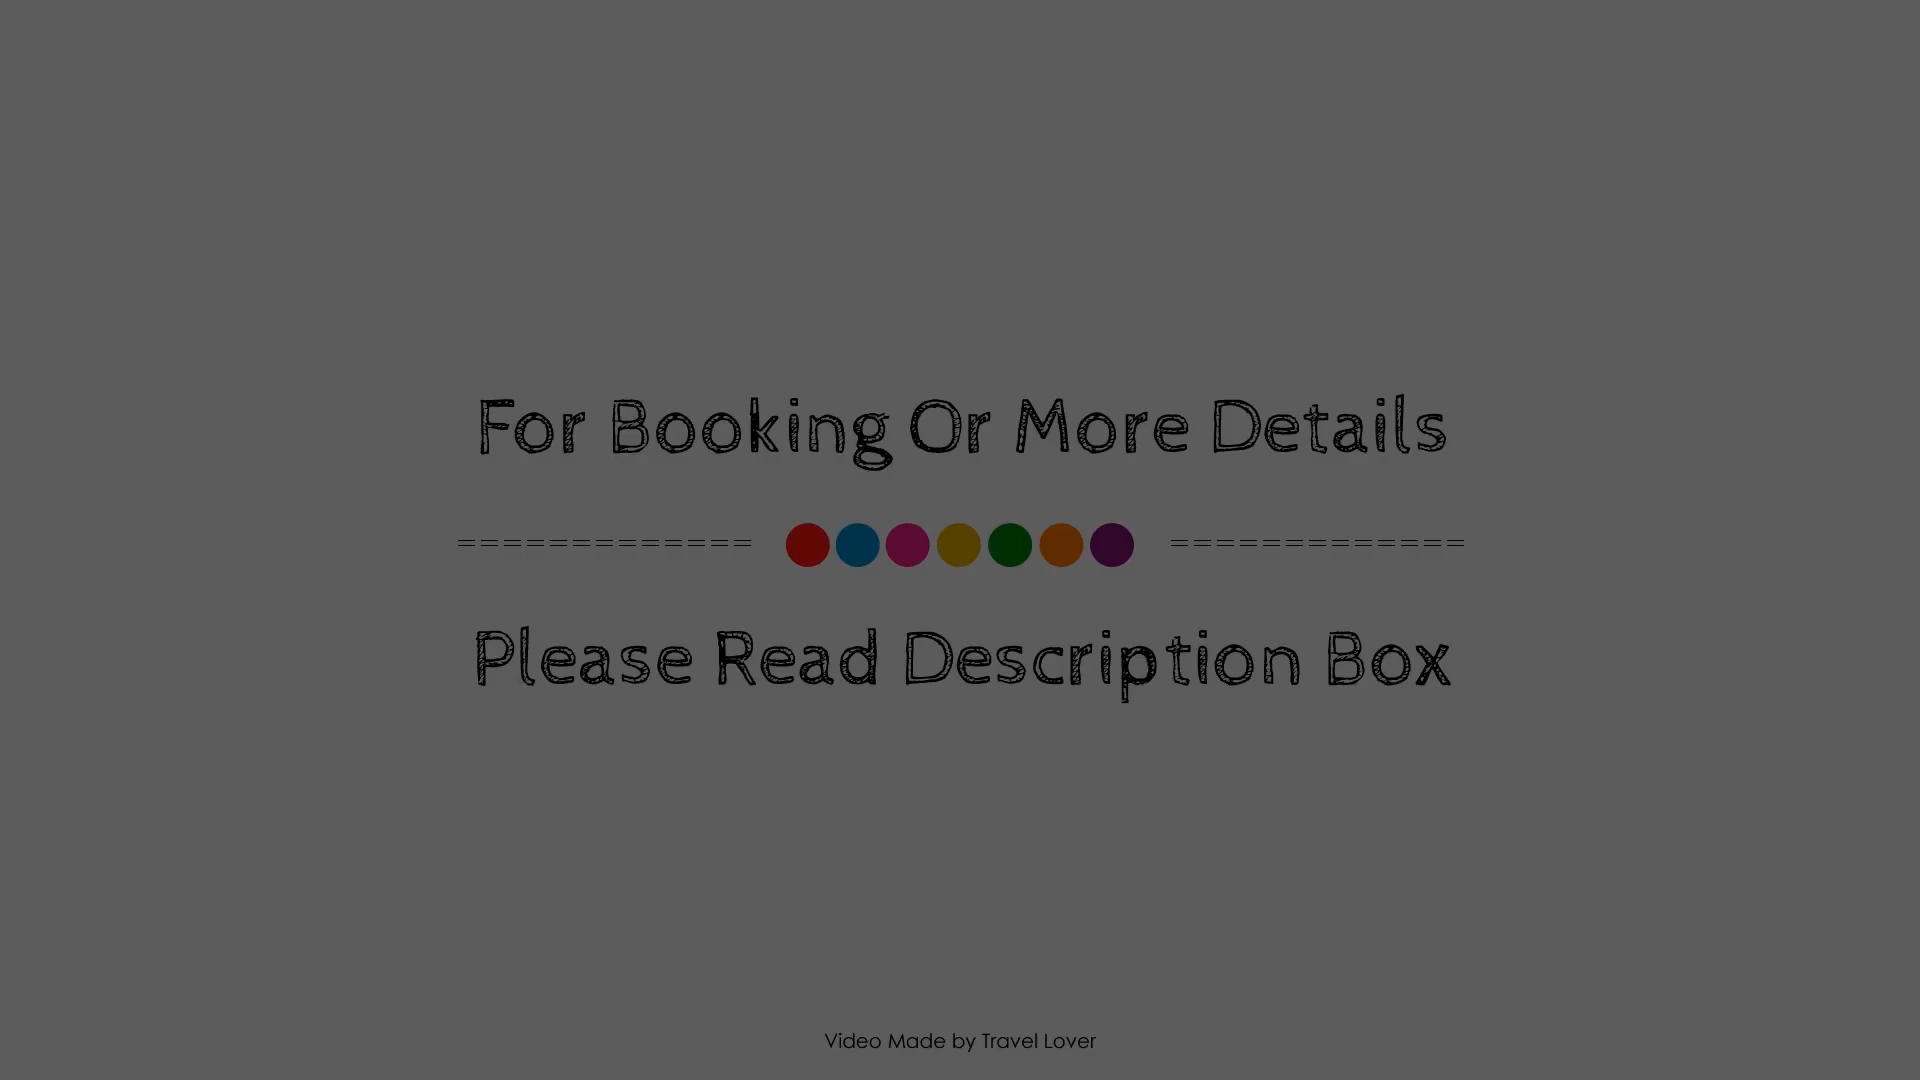 For Booking Or More Details
============= =============
Please Read Description Box
Video Made by Travel Lover